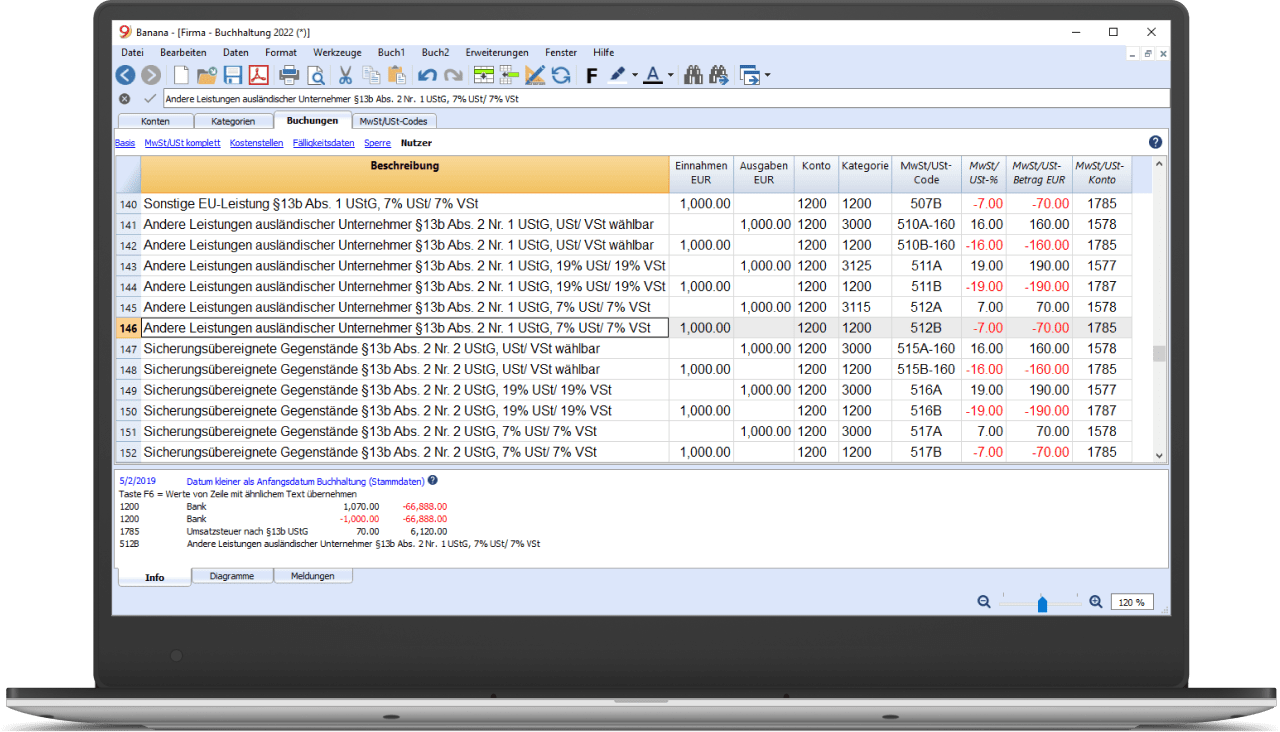 9 Banana - [Firma - Buchhaltung 2022 (*)]
Datei Bearbeiten Daten Format Werkzeuge Buch1 Buch2 Erweiterungen Fenster Hilfe
F A
Andere Leistungen ausländischer Unternehmer §13b Abs. 2 Nr. 1 UStG, 7% USt/ 7% VSt
Konten Kategorien Buchungen MwSt/USt-Codes
Basis MwSt/USt komplett Kostenstellen Fälligkeitsdaten Sperre Nutzer ?
Beschreibung Einnahmen Ausgaben Konto Kategorie MwSt/USt- MwSt/ MwSt/USt- MwSt/USt-
EUR EUR Code USt-% Betrag EUR Konto
140 Sonstige EU-Leistung §13b Abs. 1 UStG, 7% USt/ 7% VSt 1,000.00 1200 1200 507B -7.00 -70.00 1785
141 Andere Leistungen ausländischer Unternehmer §13b Abs. 2 Nr. 1 UStG, USt/ VSt wählbar 1,000.00 1200 3000 510A-160 16.00 160.00 1578
142 Andere Leistungen ausländischer Unternehmer §13b Abs. 2 Nr. 1 UStG, USt/ VSt wählbar 1,000.00 1200 1200 510B-160 -16.00 -160.00 1785
143 Andere Leistungen ausländischer Unternehmer §13b Abs. 2 Nr. 1 UStG, 19% USt/ 19% VSt 1,000.00 1200 3125 511A 19.00 190.00 1577
144 Andere Leistungen ausländischer Unternehmer §13b Abs. 2 Nr. 1 UStG, 19% USt/ 19% VSt 1,000.00 1200 1200 511B -19.00 -190.00 1787
145 Andere Leistungen ausländischer Unternehmer §13b Abs. 2 Nr. 1 UStG, 7% USt/ 7% VSt 1,000.00 1200 3115 512A 7.00 70.00 1578
146 Andere Leistungen ausländischer Unternehmer §13b Abs. 2 Nr. 1 UStG, 7% USt/ 7% VSt 1,000.00 1200 1200 512B -7.00 -70.00 1785
147 Sicherungsübereignete Gegenstände §13b Abs. 2 Nr. 2 UStG, USt/ VSt wählbar 1,000.00 1200 3000 515A-160 16.00 160.00 1578
148 Sicherungsübereignete Gegenstände §13b Abs. 2 Nr. 2 UStG, USt/ VSt wählbar 1,000.00 1200 1200 515B-160 -16.00 -160.00 1785
149 Sicherungsübereignete Gegenstände §13b Abs. 2 Nr. 2 UStG, 19% USt/ 19% VSt 1,000.00 1200 3000 516A 19.00 190.00 1577
150 Sicherungsübereignete Gegenstände §13b Abs. 2 Nr. 2 UStG, 19% USt/ 19% VSt 1,000.00 1200 1200 516B -19.00 -190.00 1787
151 Sicherungsübereignete Gegenstände §13b Abs. 2 Nr. 2 UStG, 7% USt/ 7% VSt 1,000.00 1200 3000 517A 7.00 70.00 1578
152 Sicherungsübereignete Gegenstände §13b Abs. 2 Nr. 2 UStG, 7% USt/ 7% VSt 1,000.00 1200 1200 517B -7.00 -70.00 1785
5/2/2019 Datum kleiner als Anfangsdatum Buchhaltung (Stammdaten) ?
Taste F6 = Werte von Zeile mit ähnlichem Text übernehmen
1200 Bank 1,070.00 -66,888.00
1200 Bank -1,000.00 -66,888.00
1785 Umsatzsteuer nach §13b UStG 70.00 6,120.00
512B Andere Leistungen ausländischer Unternehmer §13b Abs. 2 Nr. 1 UStG, 7% USt/ 7% VSt
Info Diagramme Meldungen
120 %